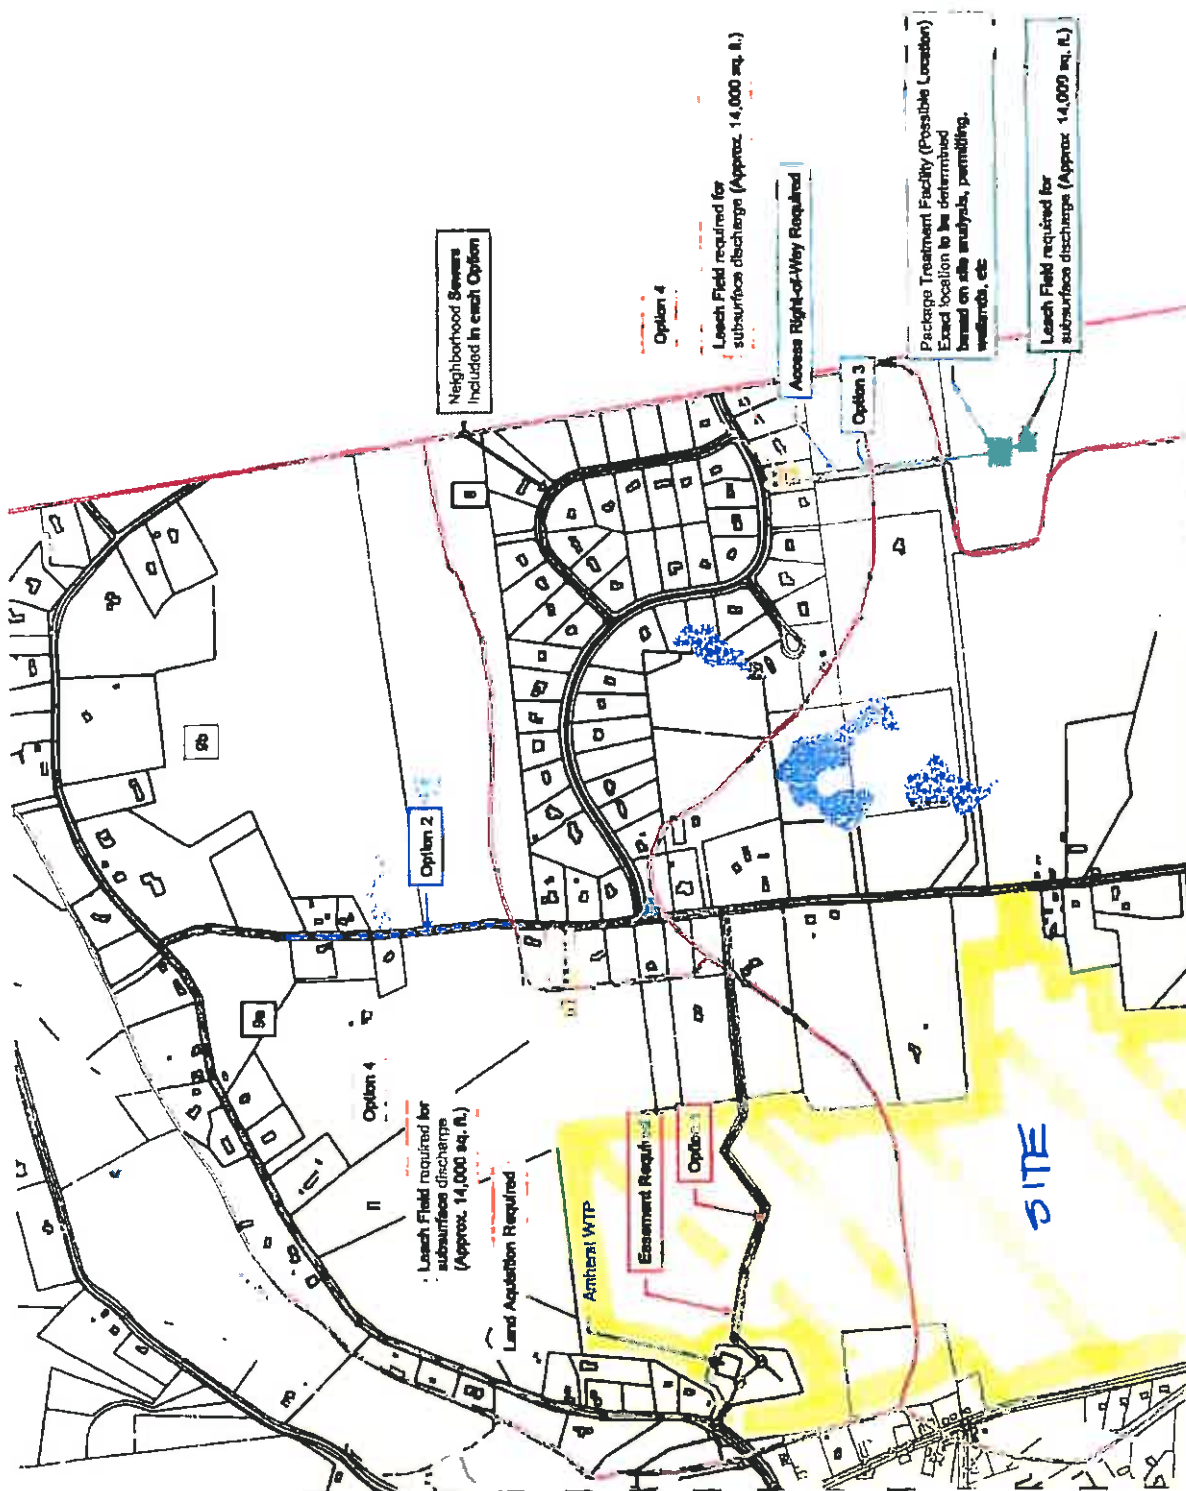 Neighborhood Sewers
Included in each Option
Option 4
Leach Field required for
subsurface discharge (Approx. 14,000 sq. ft.)
Access Right-of-Way Required
Option 3
Package Treatment Facility (Possible Location)
Exact location to be determined
based on site analysis, permitting,
wetlands, etc
Leach Field required for
subsurface discharge (Approx 14,000 sq. ft.)
Option 2
9b
9a
Option 4
Leach Field required for
subsurface discharge
(Approx. 14,000 sq. ft.)
Land Aquisition Required
Amherst WTP
Easement Required
Option
SITE